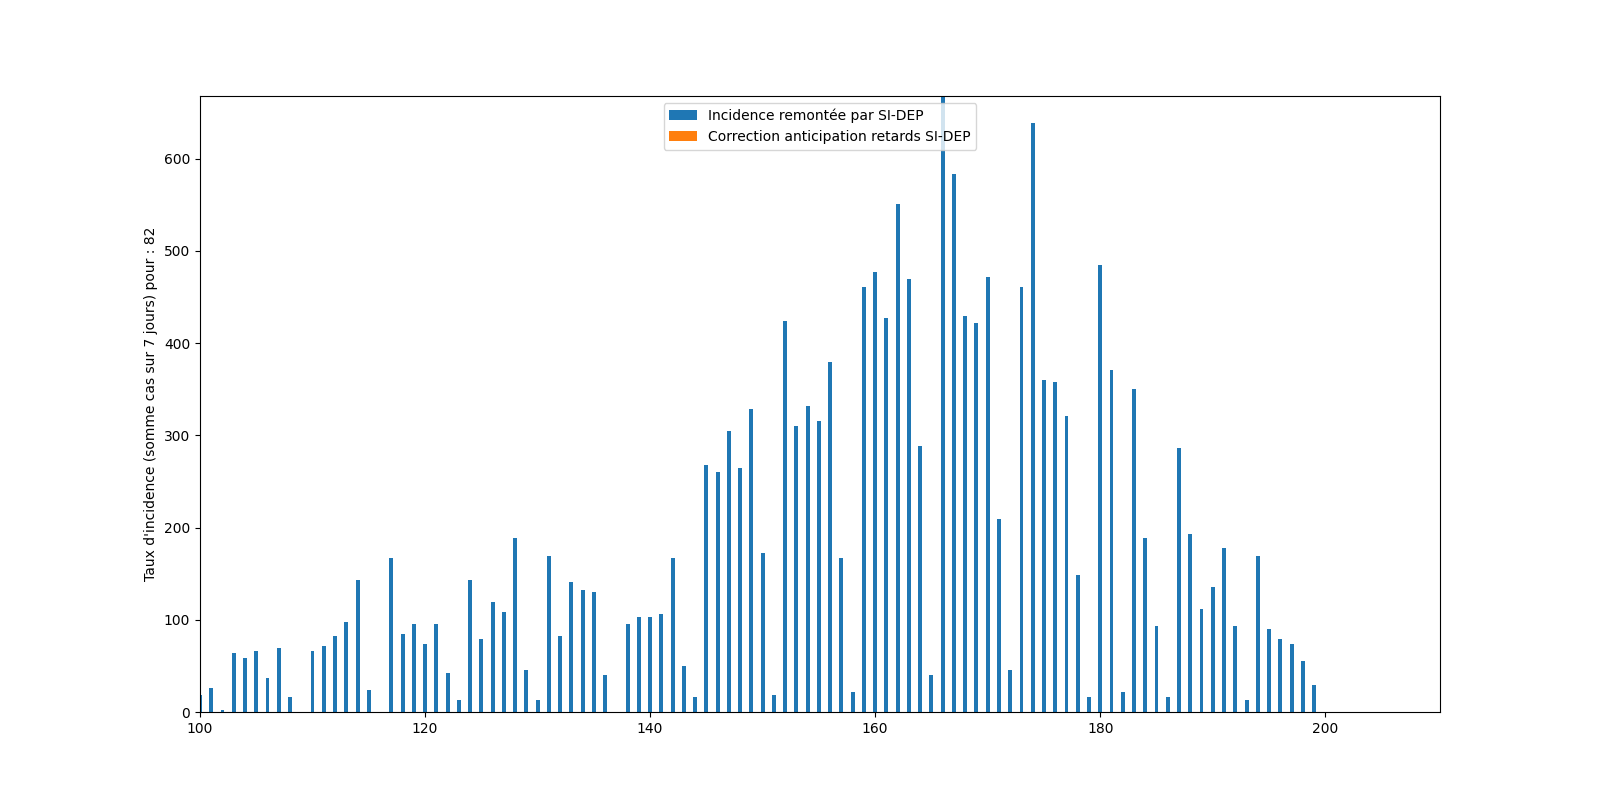 Incidence remontée par SI-DEP
Correction anticipation retards SI-DEP
Taux d'incidence (somme cas sur 7 jours) pour : 82
600
500
400
300
200
100
0
100 120 140 160 180 200